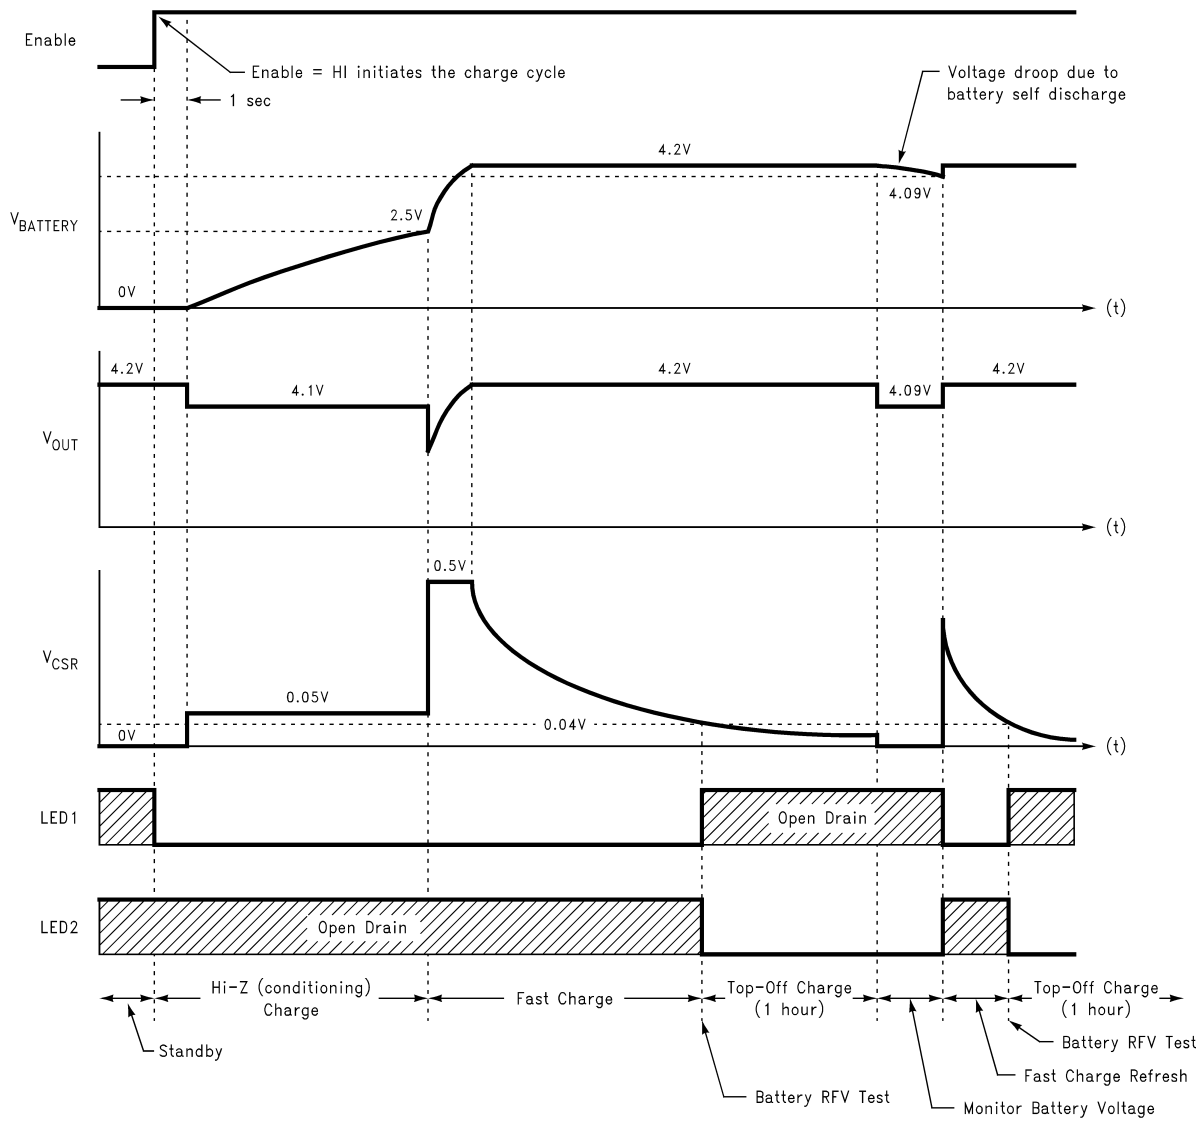 Enable
Enable = HI initiates the charge cycle
1 sec
Voltage droop due to
battery self discharge
4.2V
4.09V
2.5V
VBATTERY
0V
(t)
4.2V
4.1V
4.2V
4.09V
4.2V
VOUT
(t)
0.5V
VCSR
0.05V
0.04V
0V
(t)
LED1
Open Drain
LED2
Open Drain
Hi-Z (conditioning)
Charge
Fast Charge
Top-Off Charge
(1 hour)
Top-Off Charge
(1 hour)
Standby
Battery RFV Test
Battery RFV Test
Fast Charge Refresh
Monitor Battery Voltage